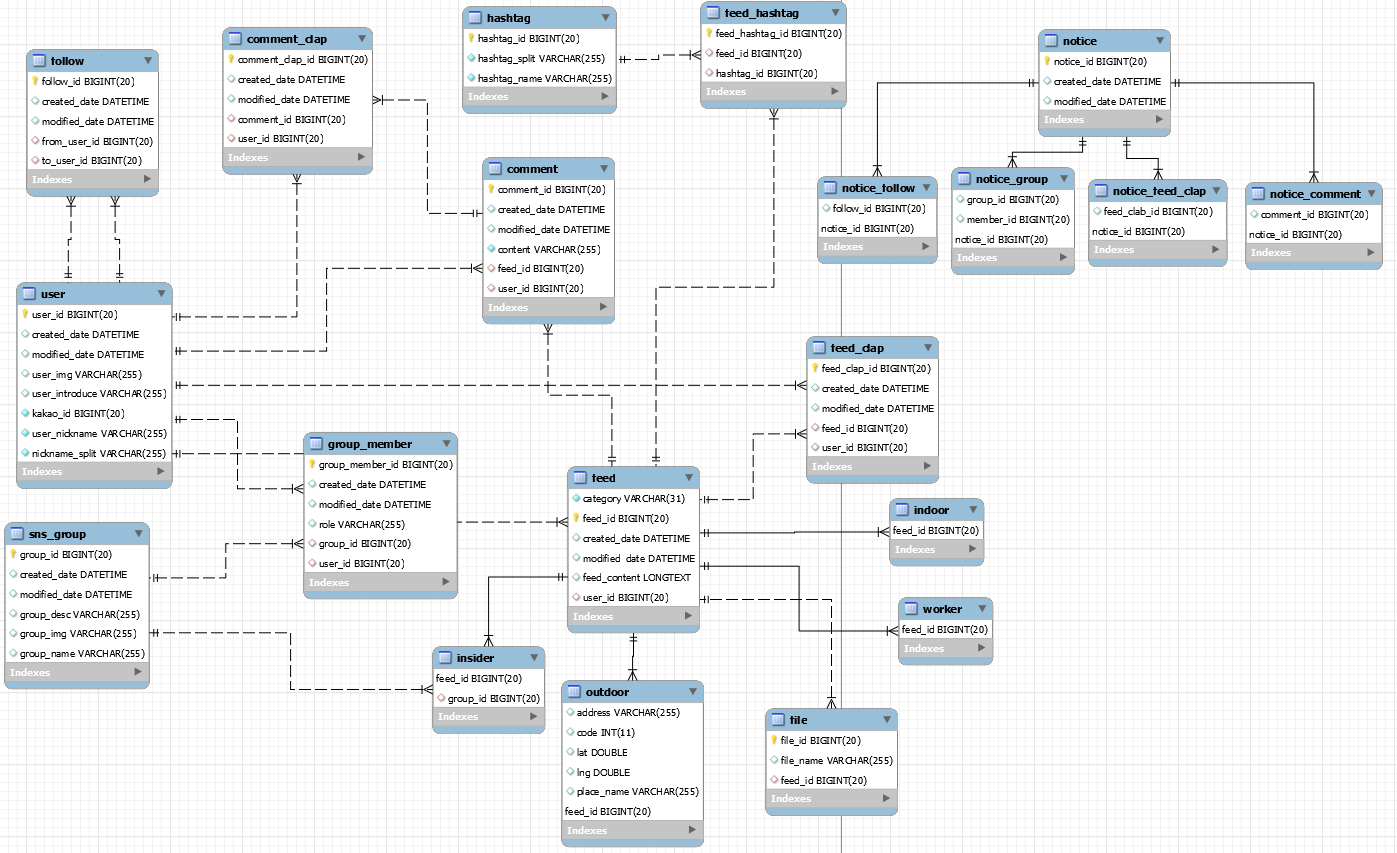 follow
follow_id BIGINT(20)
created_date DATETIME
modified_date DATETIME
from_user_id BIGINT(20)
to_user_id BIGINT(20)
Indexes
comment_clap
comment_clap_id BIGINT(20)
created_date DATETIME
modified_date DATETIME
comment_id BIGINT(20)
user_id BIGINT(20)
Indexes
hashtag
hashtag_id BIGINT(20)
hashtag_split VARCHAR(255)
hashtag_name VARCHAR(255)
Indexes
feed_hashtag
feed_hashtag_id BIGINT(20)
feed_id BIGINT(20)
hashtag_id BIGINT(20)
Indexes
notice
notice_id BIGINT(20)
created_date DATETIME
modified_date DATETIME
Indexes
comment
comment_id BIGINT(20)
created_date DATETIME
modified_date DATETIME
content VARCHAR(255)
feed_id BIGINT(20)
user_id BIGINT(20)
Indexes
notice_follow
follow_id BIGINT(20)
notice_id BIGINT(20)
Indexes
notice_group
group_id BIGINT(20)
member_id BIGINT(20)
notice_id BIGINT(20)
Indexes
notice_feed_clap
feed_clab_id BIGINT(20)
notice_id BIGINT(20)
Indexes
notice_comment
comment_id BIGINT(20)
notice_id BIGINT(20)
Indexes
user
user_id BIGINT(20)
created_date DATETIME
modified_date DATETIME
user_img VARCHAR(255)
user_introduce VARCHAR(255)
kakao_id BIGINT(20)
user_nickname VARCHAR(255)
nickname_split VARCHAR(255)
Indexes
feed_clap
feed_clap_id BIGINT(20)
created_date DATETIME
modified_date DATETIME
feed_id BIGINT(20)
user_id BIGINT(20)
Indexes
group_member
group_member_id BIGINT(20)
created_date DATETIME
modified_date DATETIME
role VARCHAR(255)
group_id BIGINT(20)
user_id BIGINT(20)
Indexes
feed
category VARCHAR(31)
feed_id BIGINT(20)
created_date DATETIME
modified_date DATETIME
feed_content LONGTEXT
user_id BIGINT(20)
Indexes
indoor
feed_id BIGINT(20)
Indexes
sns_group
group_id BIGINT(20)
created_date DATETIME
modified_date DATETIME
group_desc VARCHAR(255)
group_img VARCHAR(255)
group_name VARCHAR(255)
Indexes
worker
feed_id BIGINT(20)
Indexes
insider
feed_id BIGINT(20)
group_id BIGINT(20)
Indexes
outdoor
address VARCHAR(255)
code INT(11)
lat DOUBLE
lng DOUBLE
place_name VARCHAR(255)
feed_id BIGINT(20)
Indexes
file
file_id BIGINT(20)
file_name VARCHAR(255)
feed_id BIGINT(20)
Indexes